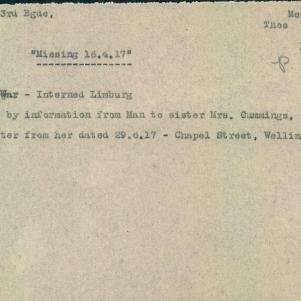 3rd Bgde,
Thos
"Missing 16.4.17"
War - Interned Limburg
by information from Man to sister Mrs. Cummings,
ter from her dated 29.6.17 - Chapel Street, Wellin